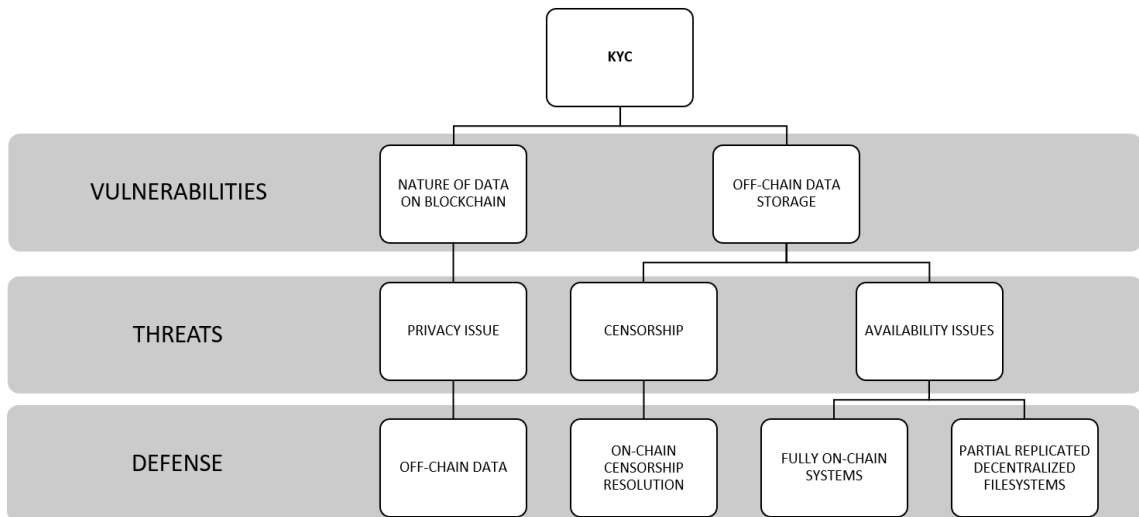 KYC
VULNERABILITIES
NATURE OF DATA
ON BLOCKCHAIN
OFF-CHAIN DATA
STORAGE
THREATS
PRIVACY ISSUE
CENSORSHIP
AVAILABILITY ISSUES
DEFENSE
OFF-CHAIN DATA
ON-CHAIN
CENSORSHIP
RESOLUTION
FULLY ON-CHAIN
SYSTEMS
PARTIAL REPLICATED
DECENTRALIZED
FILESYSTEMS